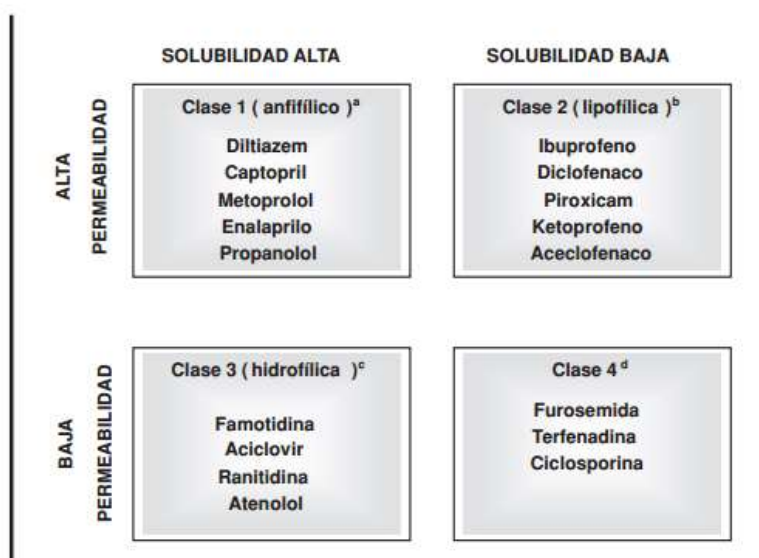 SOLUBILIDAD ALTA
SOLUBILIDAD BAJA
ALTA
PERMEABILIDAD
Clase 1 ( anfifílico )ᵃ
Diltiazem
Captopril
Metoprolol
Enalaprilo
Propanolol
Clase 2 ( lipofílica )ᵇ
Ibuprofeno
Diclofenaco
Piroxicam
Ketoprofeno
Aceclofenaco
BAJA
PERMEABILIDAD
Clase 3 ( hidrofílica )ᶜ
Famotidina
Aciclovir
Ranitidina
Atenolol
Clase 4 ᵈ
Furosemida
Terfenadina
Ciclosporina